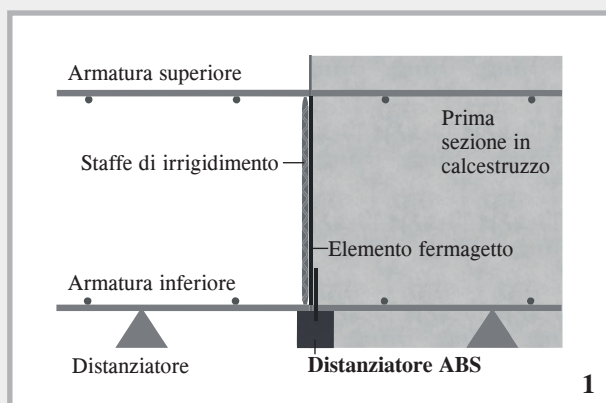 Armatura superiore
Prima
sezione in
calcestruzzo
Staffe di irrigidimento
Elemento fermagetto
Armatura inferiore
Distanziatore
Distanziatore ABS
1